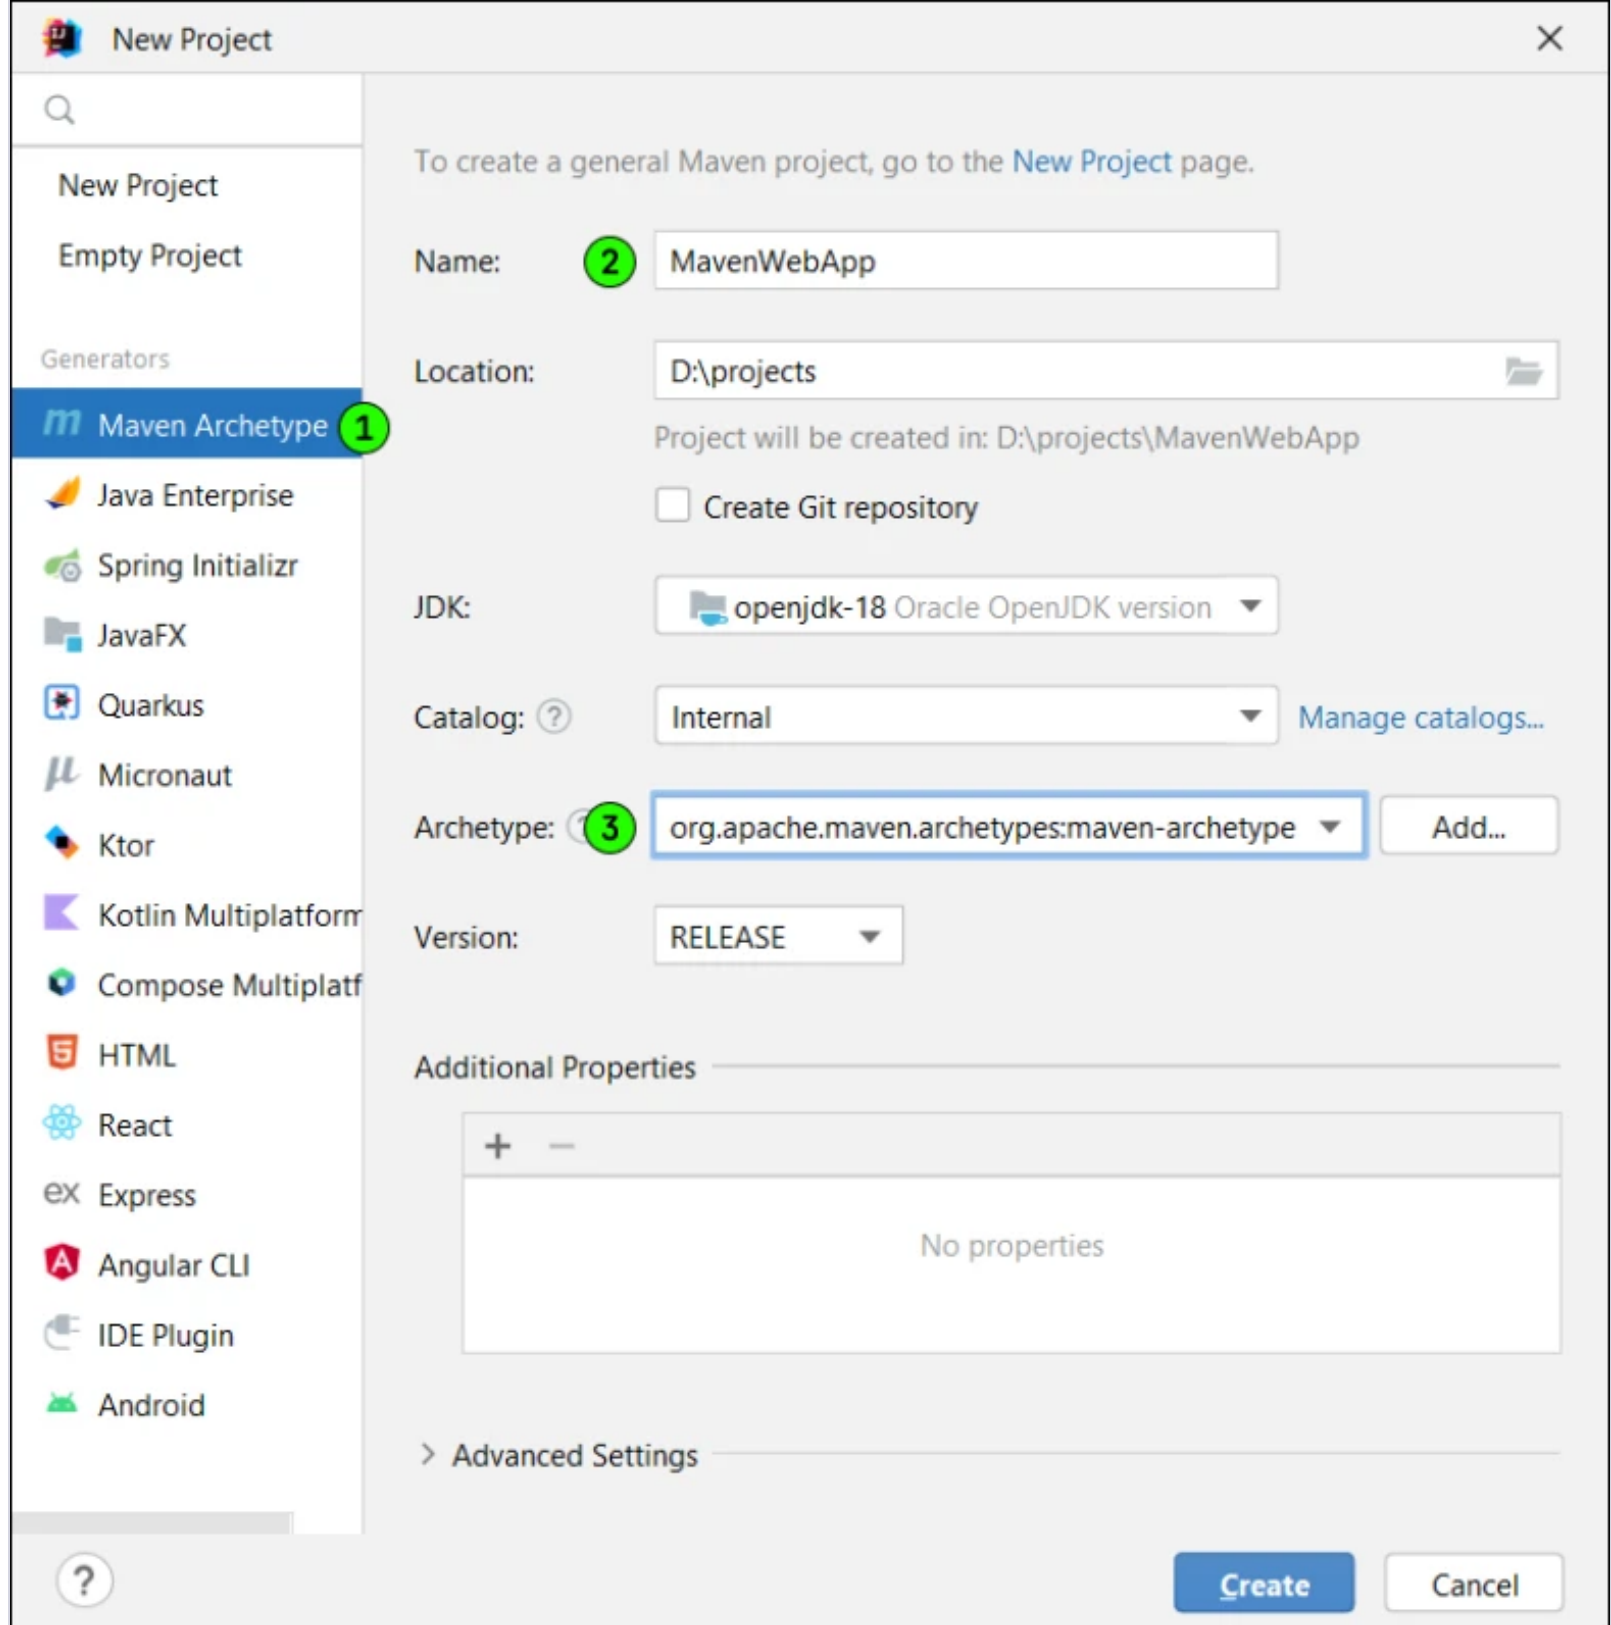 New Project
New Project
Empty Project
Generators
Maven Archetype 1
Java Enterprise
Spring Initializr
JavaFX
Quarkus
Micronaut
Ktor
Kotlin Multiplatform
Compose Multiplatf
HTML
React
ex Express
Angular CLI
IDE Plugin
Android
To create a general Maven project, go to the New Project page.
Name: 2 MavenWebApp
Location: D:\projects
Project will be created in: D:\projects\MavenWebApp
Create Git repository
JDK: openjdk-18 Oracle OpenJDK version
Catalog: ? Internal Manage catalogs...
Archetype: 3 org.apache.maven.archetypes:maven-archetype Add...
Version: RELEASE
Additional Properties
+ −
No properties
> Advanced Settings
? Create Cancel